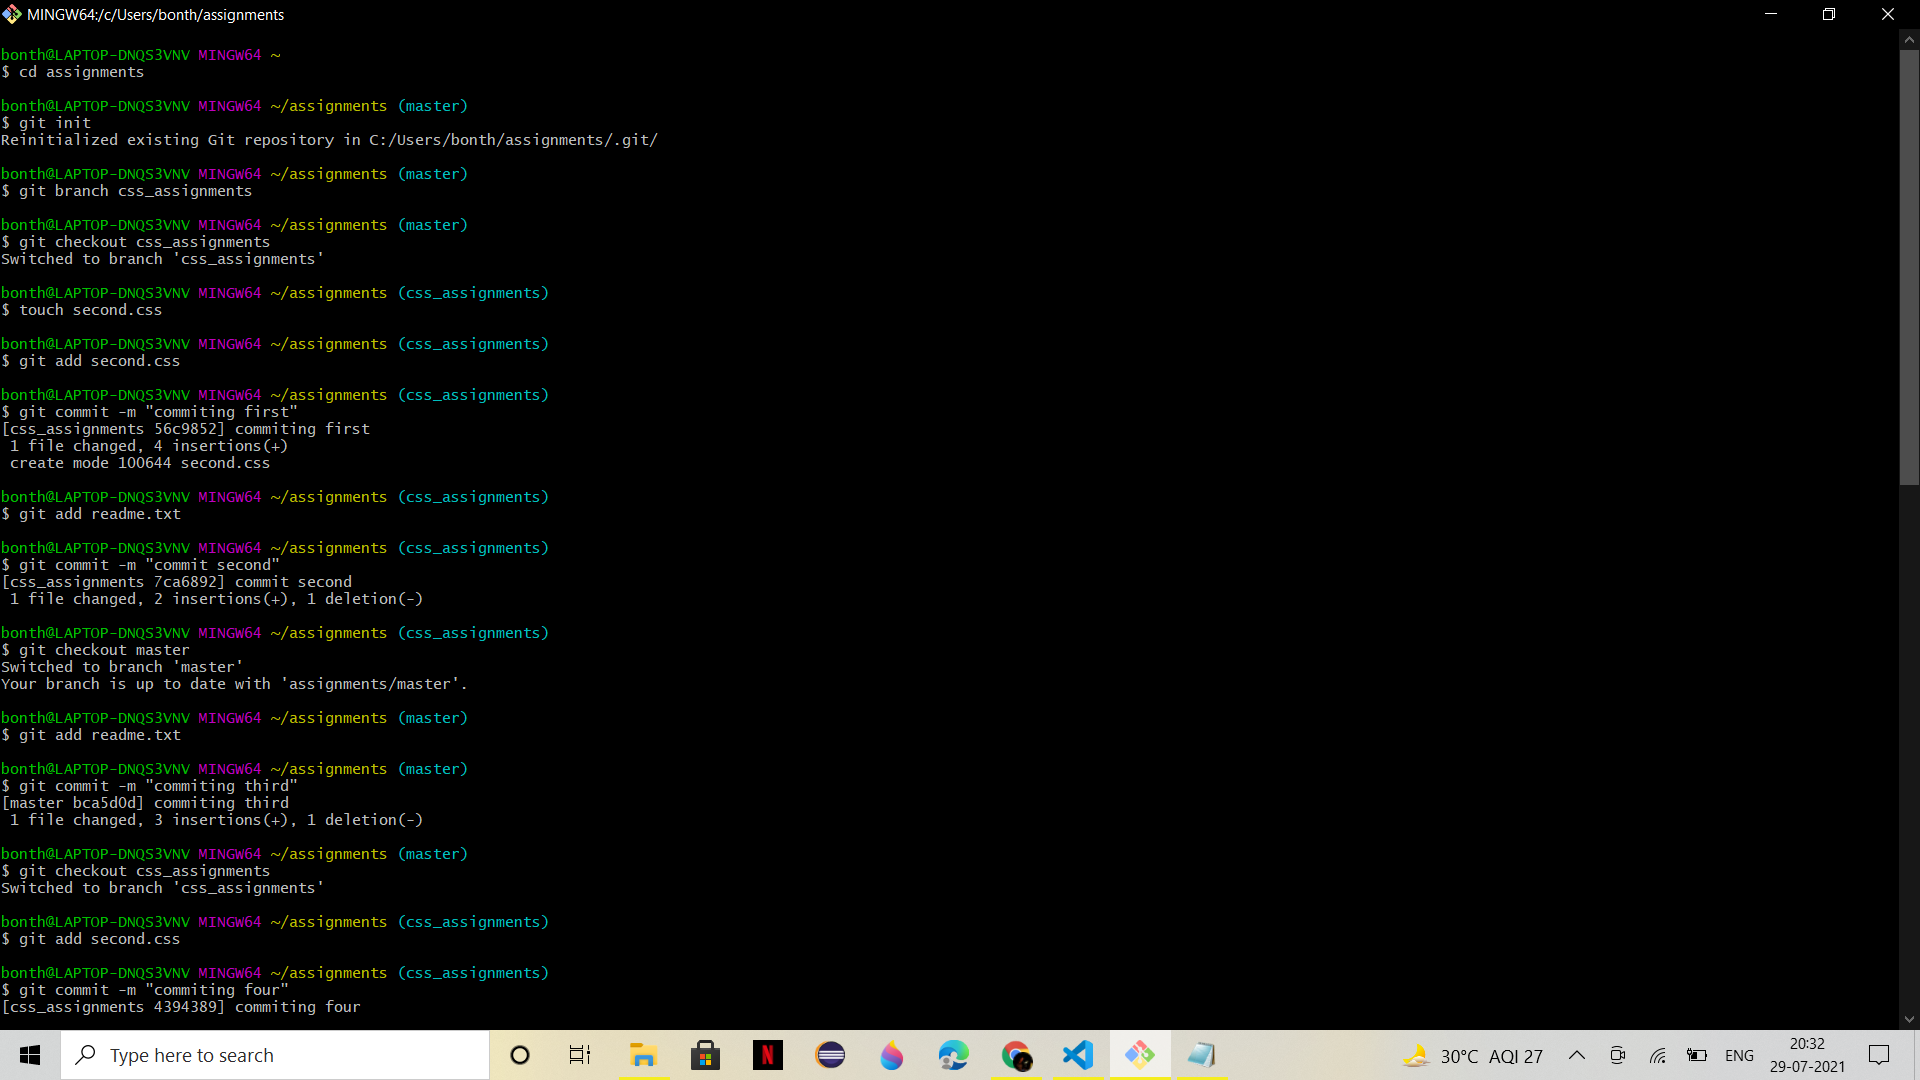 MINGW64:/c/Users/bonth/assignments
bonth@LAPTOP-DNQS3VNV MINGW64 ~
$ cd assignments
bonth@LAPTOP-DNQS3VNV MINGW64 ~/assignments (master)
$ git init
Reinitialized existing Git repository in C:/Users/bonth/assignments/.git/
bonth@LAPTOP-DNQS3VNV MINGW64 ~/assignments (master)
$ git branch css_assignments
bonth@LAPTOP-DNQS3VNV MINGW64 ~/assignments (master)
$ git checkout css_assignments
Switched to branch 'css_assignments'
bonth@LAPTOP-DNQS3VNV MINGW64 ~/assignments (css_assignments)
$ touch second.css
bonth@LAPTOP-DNQS3VNV MINGW64 ~/assignments (css_assignments)
$ git add second.css
bonth@LAPTOP-DNQS3VNV MINGW64 ~/assignments (css_assignments)
$ git commit -m "commiting first"
[css_assignments 56c9852] commiting first
1 file changed, 4 insertions(+)
create mode 100644 second.css
bonth@LAPTOP-DNQS3VNV MINGW64 ~/assignments (css_assignments)
$ git add readme.txt
bonth@LAPTOP-DNQS3VNV MINGW64 ~/assignments (css_assignments)
$ git commit -m "commit second"
[css_assignments 7ca6892] commit second
1 file changed, 2 insertions(+), 1 deletion(-)
bonth@LAPTOP-DNQS3VNV MINGW64 ~/assignments (css_assignments)
$ git checkout master
Switched to branch 'master'
Your branch is up to date with 'assignments/master'.
bonth@LAPTOP-DNQS3VNV MINGW64 ~/assignments (master)
$ git add readme.txt
bonth@LAPTOP-DNQS3VNV MINGW64 ~/assignments (master)
$ git commit -m "commiting third"
[master bca5d0d] commiting third
1 file changed, 3 insertions(+), 1 deletion(-)
bonth@LAPTOP-DNQS3VNV MINGW64 ~/assignments (master)
$ git checkout css_assignments
Switched to branch 'css_assignments'
bonth@LAPTOP-DNQS3VNV MINGW64 ~/assignments (css_assignments)
$ git add second.css
bonth@LAPTOP-DNQS3VNV MINGW64 ~/assignments (css_assignments)
$ git commit -m "commiting four"
[css_assignments 4394389] commiting four
Type here to search
N
30°C AQI 27
ENG
20:32
29-07-2021